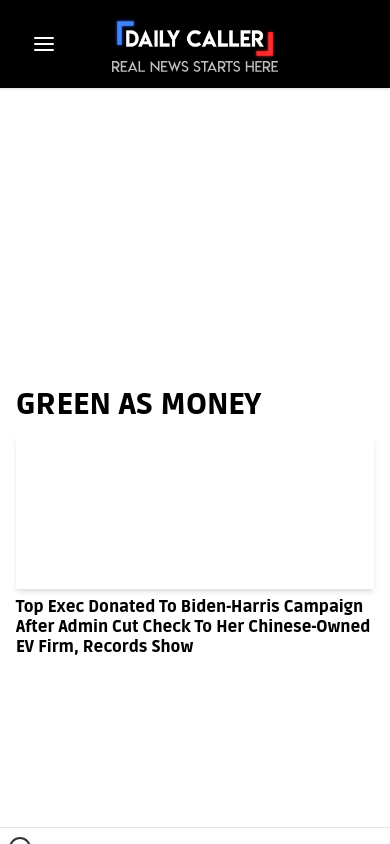 DAILY CALLER
REAL NEWS STARTS HERE
GREEN AS MONEY
Top Exec Donated To Biden-Harris Campaign
After Admin Cut Check To Her Chinese-Owned
EV Firm, Records Show